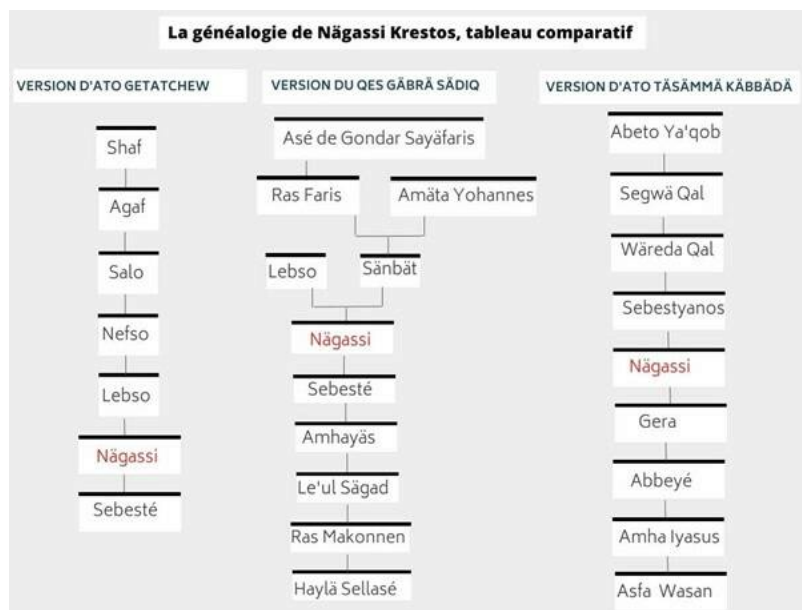 La généalogie de Nägassi Krestos, tableau comparatif
VERSION D'ATO GETATCHEW
Shaf
Agaf
Salo
Nefso
Lebso
Nägassi
Sebesté
VERSION DU QES GÄBRÄ SÄDIQ
Asé de Gondar Sayäfaris
Ras Faris
Amäta Yohannes
Lebso
Sänbät
Nägassi
Sebesté
Amhayäs
Le'ul Sägad
Ras Makonnen
Haylä Sellasé
VERSION D'ATO TÄSÄMMÄ KÄBBÄDÄ
Abeto Ya'qob
Segwä Qal
Wäreda Qal
Sebestyanos
Nägassi
Gera
Abbeyé
Amha Iyasus
Asfa Wasan